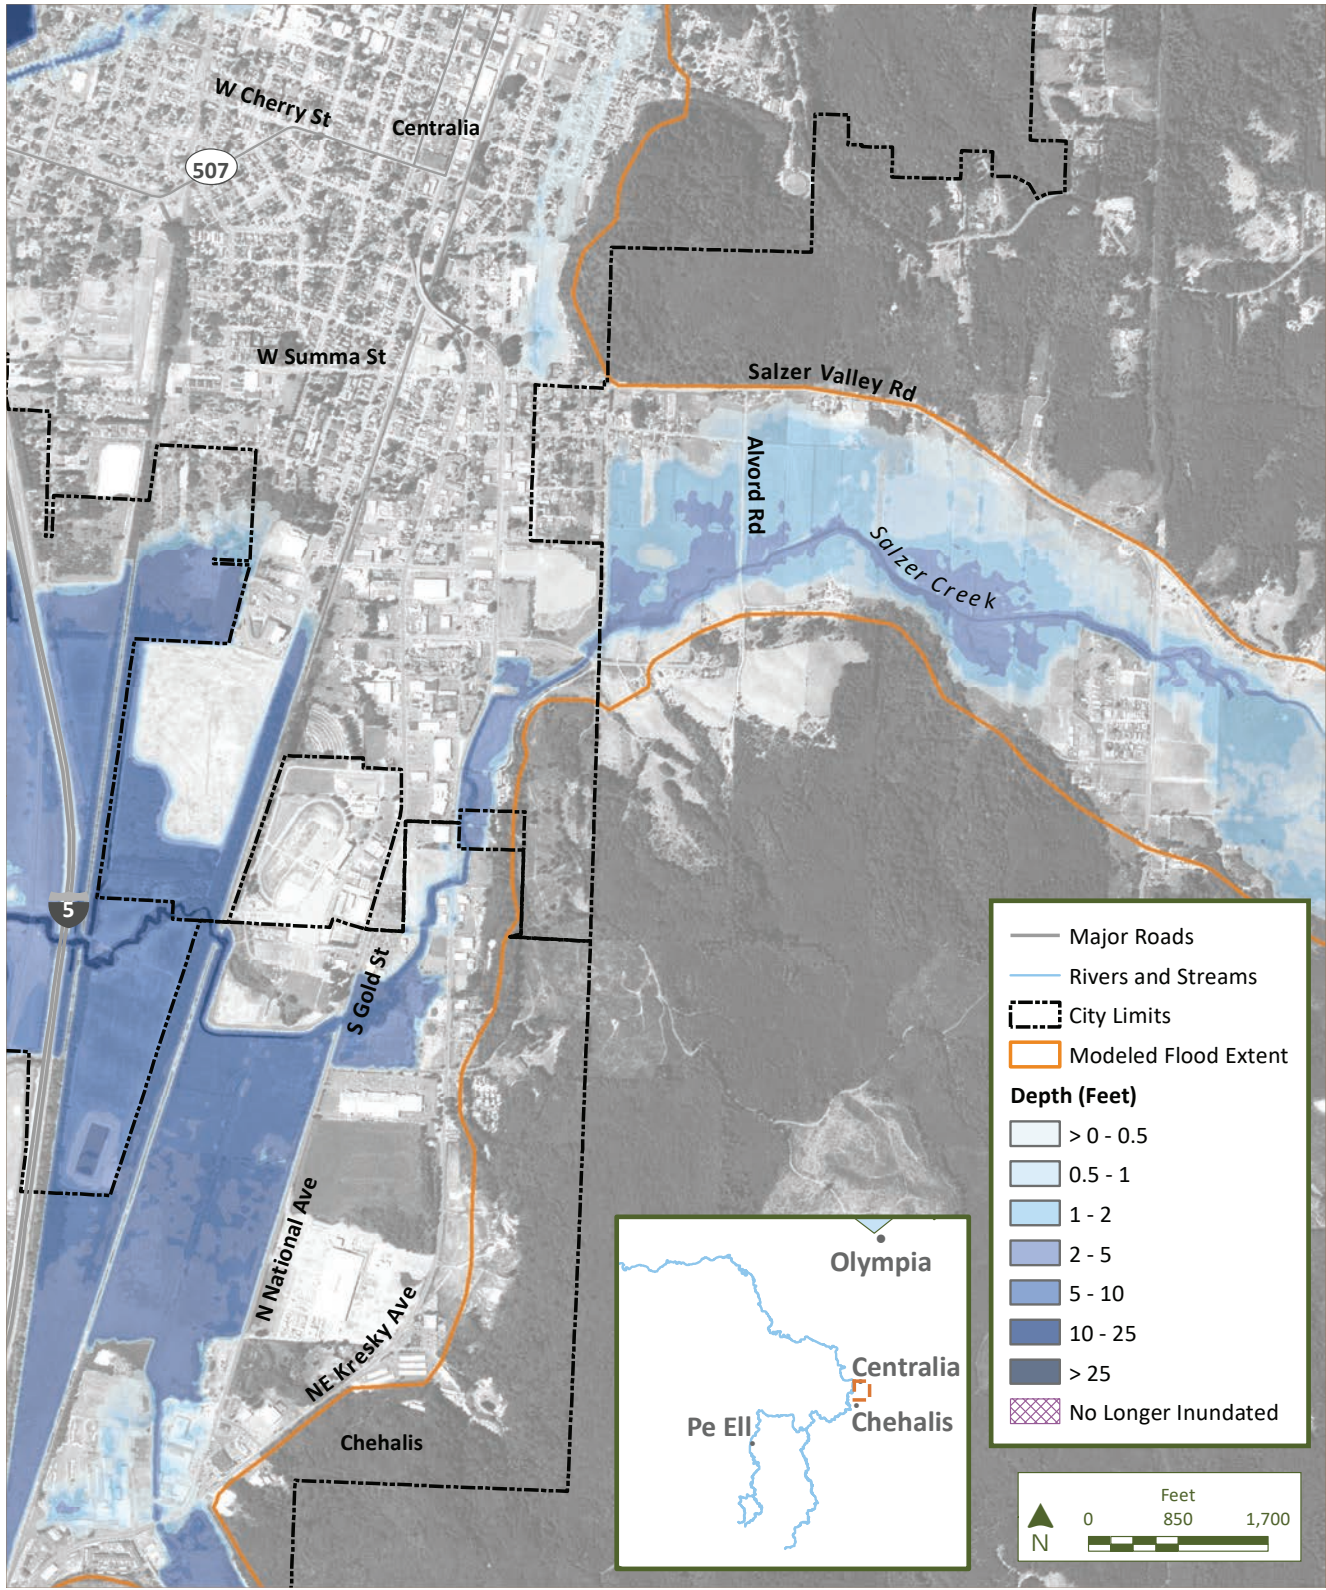 W Cherry St
Centralia
507
W Summa St
Salzer Valley Rd
Alvord Rd
Salzer Creek
5
S Gold St
N National Ave
NE Kresky Ave
Chehalis
Major Roads
Rivers and Streams
City Limits
Modeled Flood Extent
Depth (Feet)
> 0 - 0.5
0.5 - 1
1 - 2
2 - 5
5 - 10
10 - 25
> 25
No Longer Inundated
Olympia
Centralia
Pe Ell
Chehalis
Feet
0 850 1,700
N